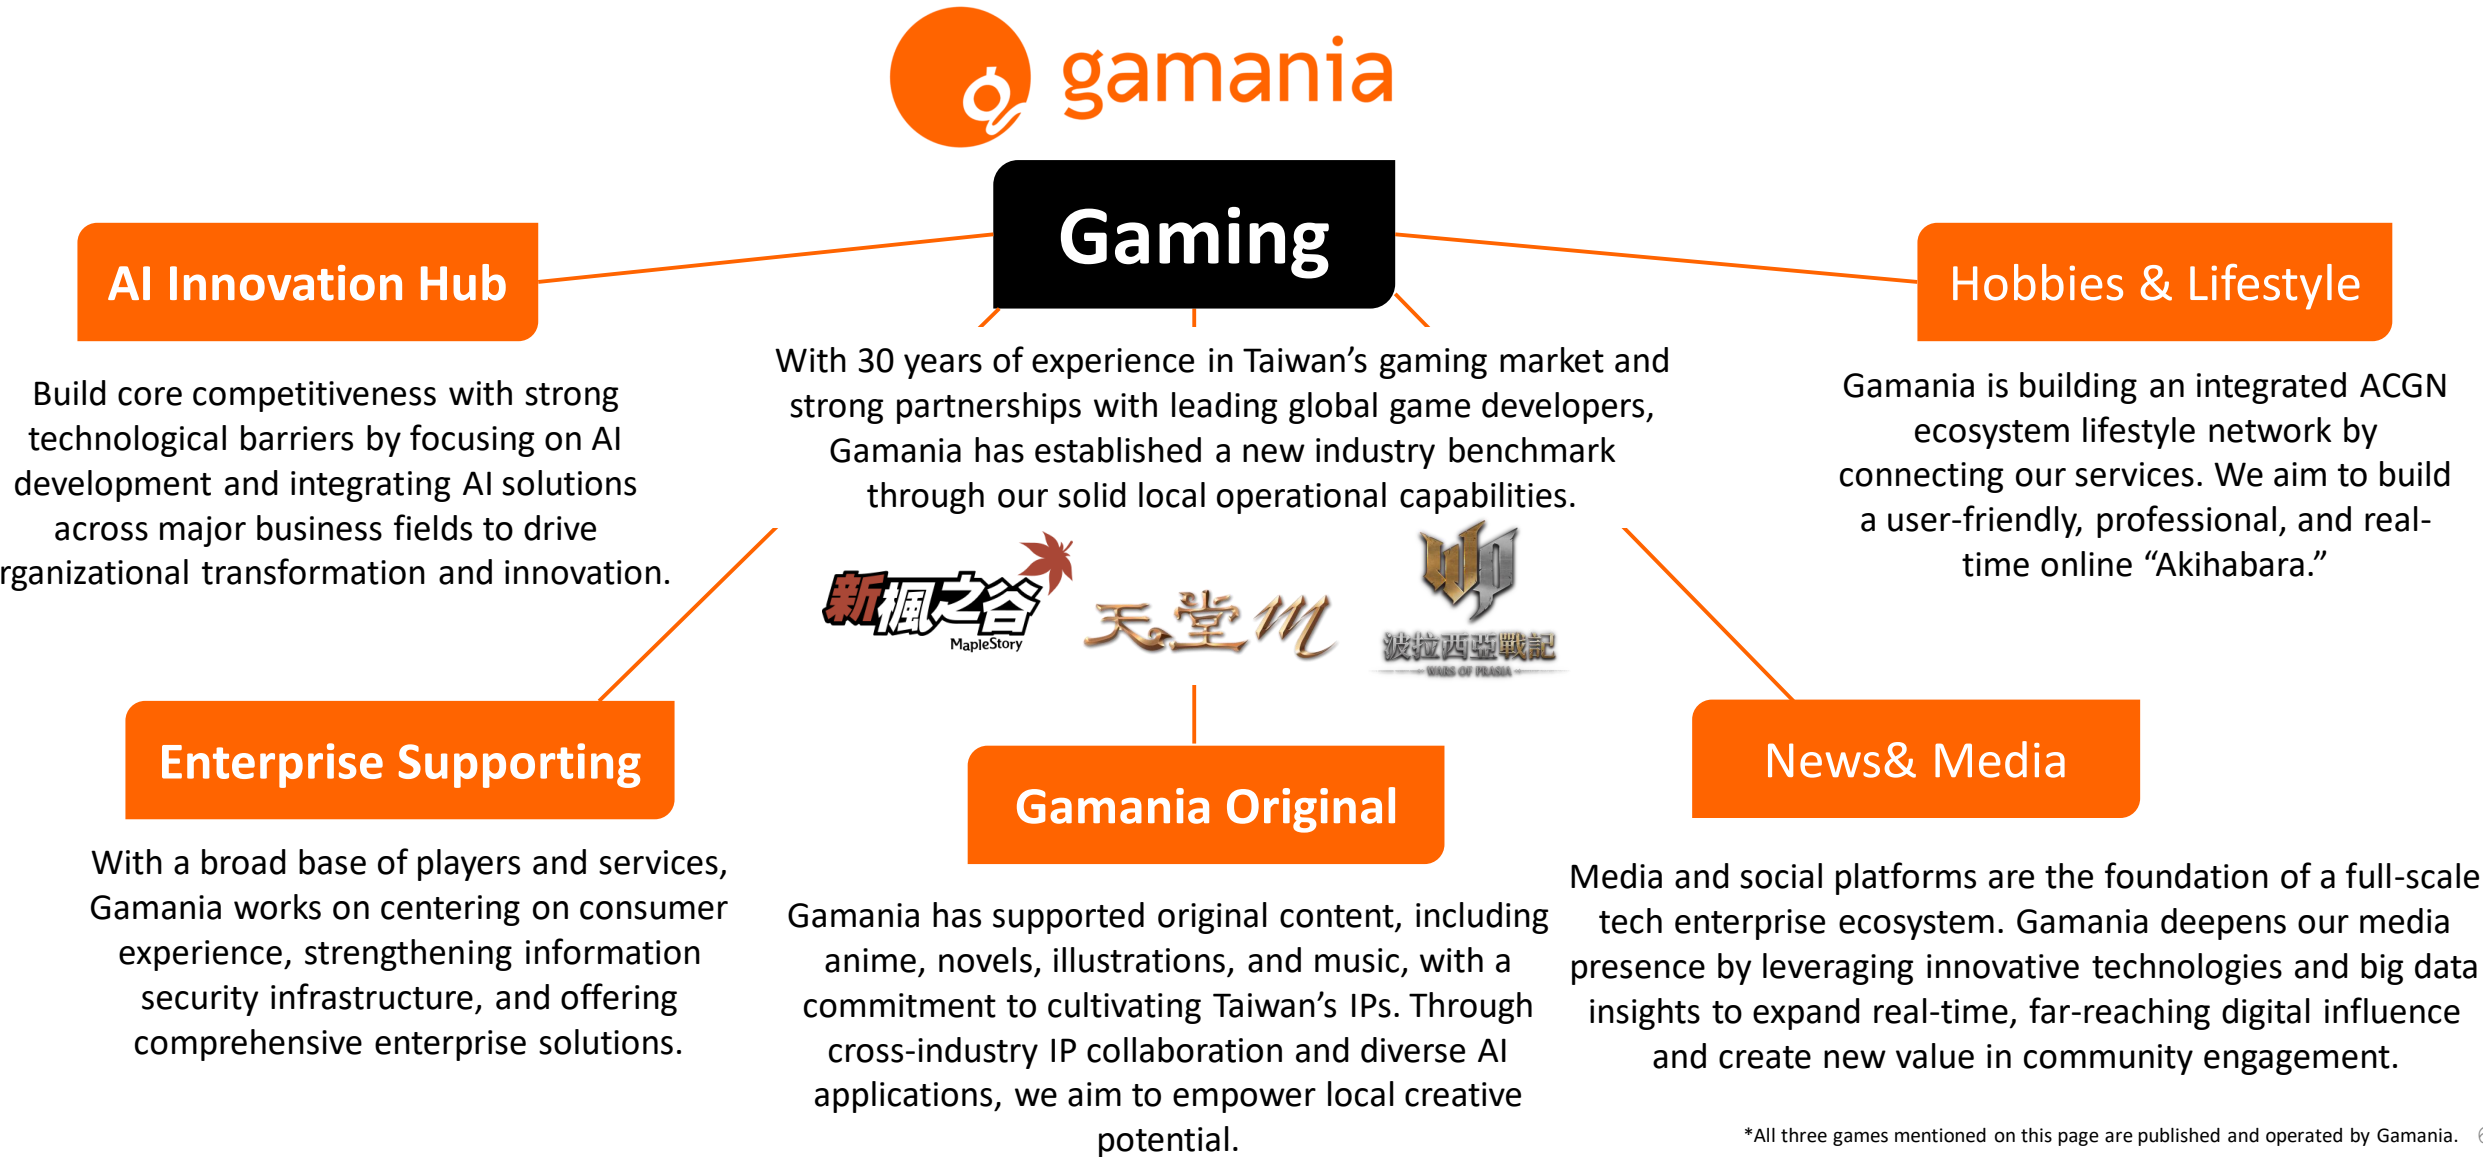 gamania
Gaming
With 30 years of experience in Taiwan’s gaming market and
strong partnerships with leading global game developers,
Gamania has established a new industry benchmark
through our solid local operational capabilities.
新楓之谷
MapleStory
天堂M
WP
波拉西亞戰記
WARS OF PRASIA
AI Innovation Hub
Build core competitiveness with strong
technological barriers by focusing on AI
development and integrating AI solutions
across major business fields to drive
rganizational transformation and innovation.
Hobbies & Lifestyle
Gamania is building an integrated ACGN
ecosystem lifestyle network by
connecting our services. We aim to build
a user-friendly, professional, and real-
time online “Akihabara.”
Enterprise Supporting
With a broad base of players and services,
Gamania works on centering on consumer
experience, strengthening information
security infrastructure, and offering
comprehensive enterprise solutions.
Gamania Original
Gamania has supported original content, including
anime, novels, illustrations, and music, with a
commitment to cultivating Taiwan’s IPs. Through
cross-industry IP collaboration and diverse AI
applications, we aim to empower local creative
potential.
News& Media
Media and social platforms are the foundation of a full-scale
tech enterprise ecosystem. Gamania deepens our media
presence by leveraging innovative technologies and big data
insights to expand real-time, far-reaching digital influence
and create new value in community engagement.
*All three games mentioned on this page are published and operated by Gamania.